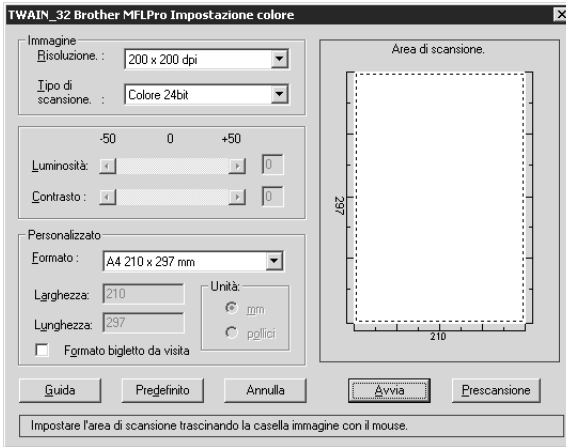 TWAIN_32 Brother MFLPro Impostazione colore
Immagine
Risoluzione. :
200 x 200 dpi
Tipo di
scansione. :
Colore 24bit
-50 0 +50
Luminosità:
0
Contrasto :
0
Personalizzato
Formato :
A4 210 x 297 mm
Larghezza:
210
Lunghezza:
297
Unità:
mm
pollici
Formato biglietto da visita
Area di scansione.
297
210
Guida Predefinito Annulla Avvia Prescansione
Impostare l'area di scansione trascinando la casella immagine con il mouse.